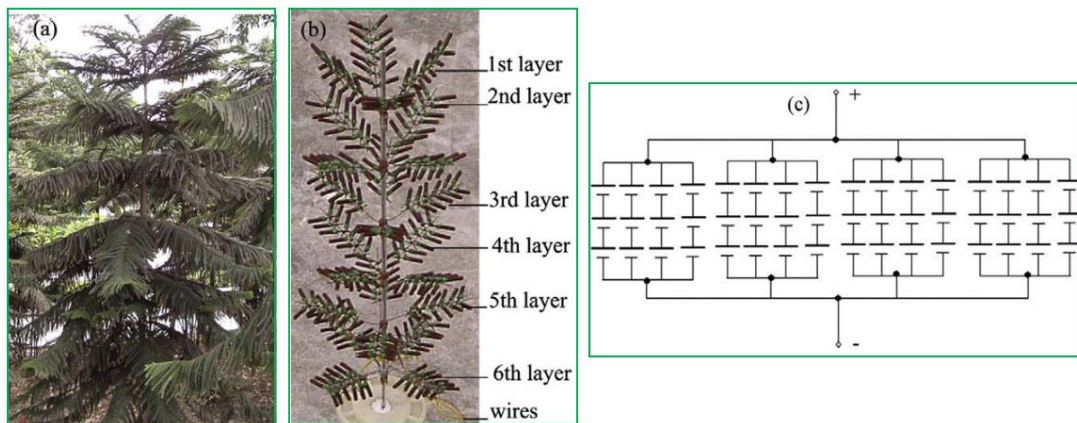 (a)
(b)
1st layer
2nd layer
3rd layer
4th layer
5th layer
6th layer
wires
(c)
+
-